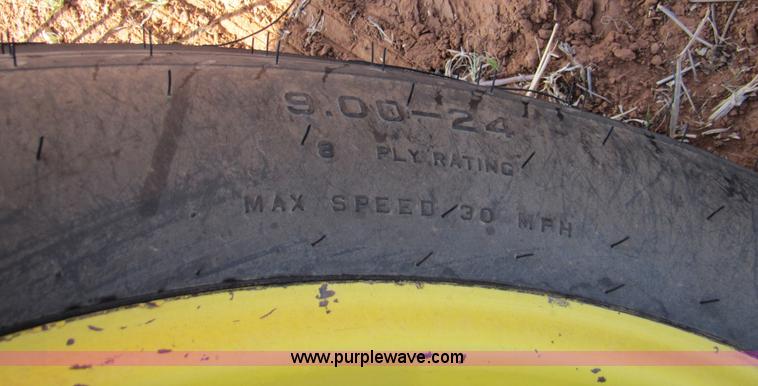 9.00-24
8 PLY RATING
MAX SPEED 30 MPH
www.purplewave.com